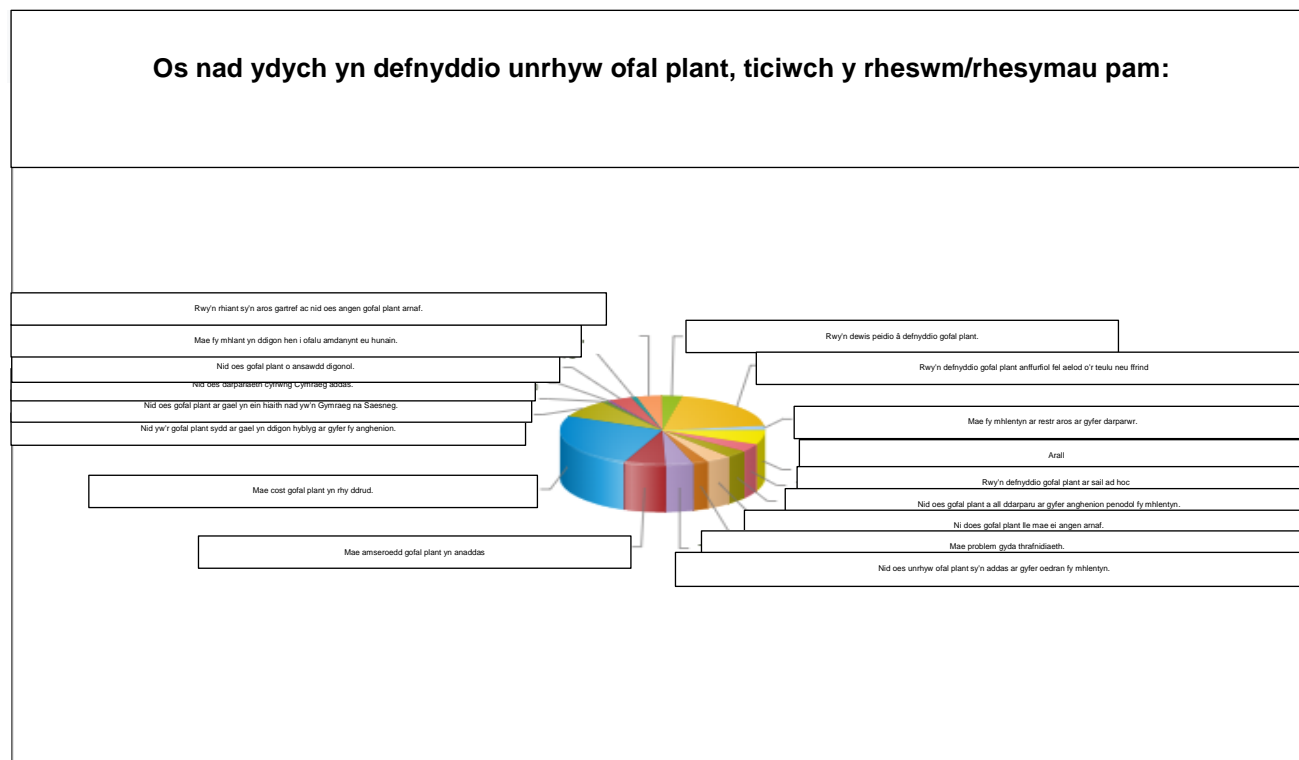 Os nad ydych yn defnyddio unrhyw ofal plant, ticiwch y rheswm/rhesymau pam:
Rwy'n rhiant sy'n aros gartref ac nid oes angen gofal plant arnaf.
Mae fy mhlant yn ddigon hen i ofalu amdanynt eu hunain.
Nid oes gofal plant o ansawdd digonol.
Nid oes darpariaeth cyfrwng Cymraeg addas.
Nid oes gofal plant ar gael yn ein hiaith nad yw'n Gymraeg na Saesneg.
Nid yw'r gofal plant sydd ar gael yn ddigon hyblyg ar gyfer fy anghenion.
Mae cost gofal plant yn rhy ddrud.
Mae amseroedd gofal plant yn anaddas
Rwy'n dewis peidio â defnyddio gofal plant.
Rwy'n defnyddio gofal plant anffurfiol fel aelod o'r teulu neu ffrind
Mae fy mhlentyn ar restr aros ar gyfer darparwr.
Arall
Rwy'n defnyddio gofal plant ar sail ad hoc
Nid oes gofal plant a all ddarparu ar gyfer anghenion penodol fy mhlentyn.
Ni does gofal plant lle mae ei angen arnaf.
Mae problem gyda thrafnidiaeth.
Nid oes unrhyw ofal plant sy'n addas ar gyfer oedran fy mhlentyn.